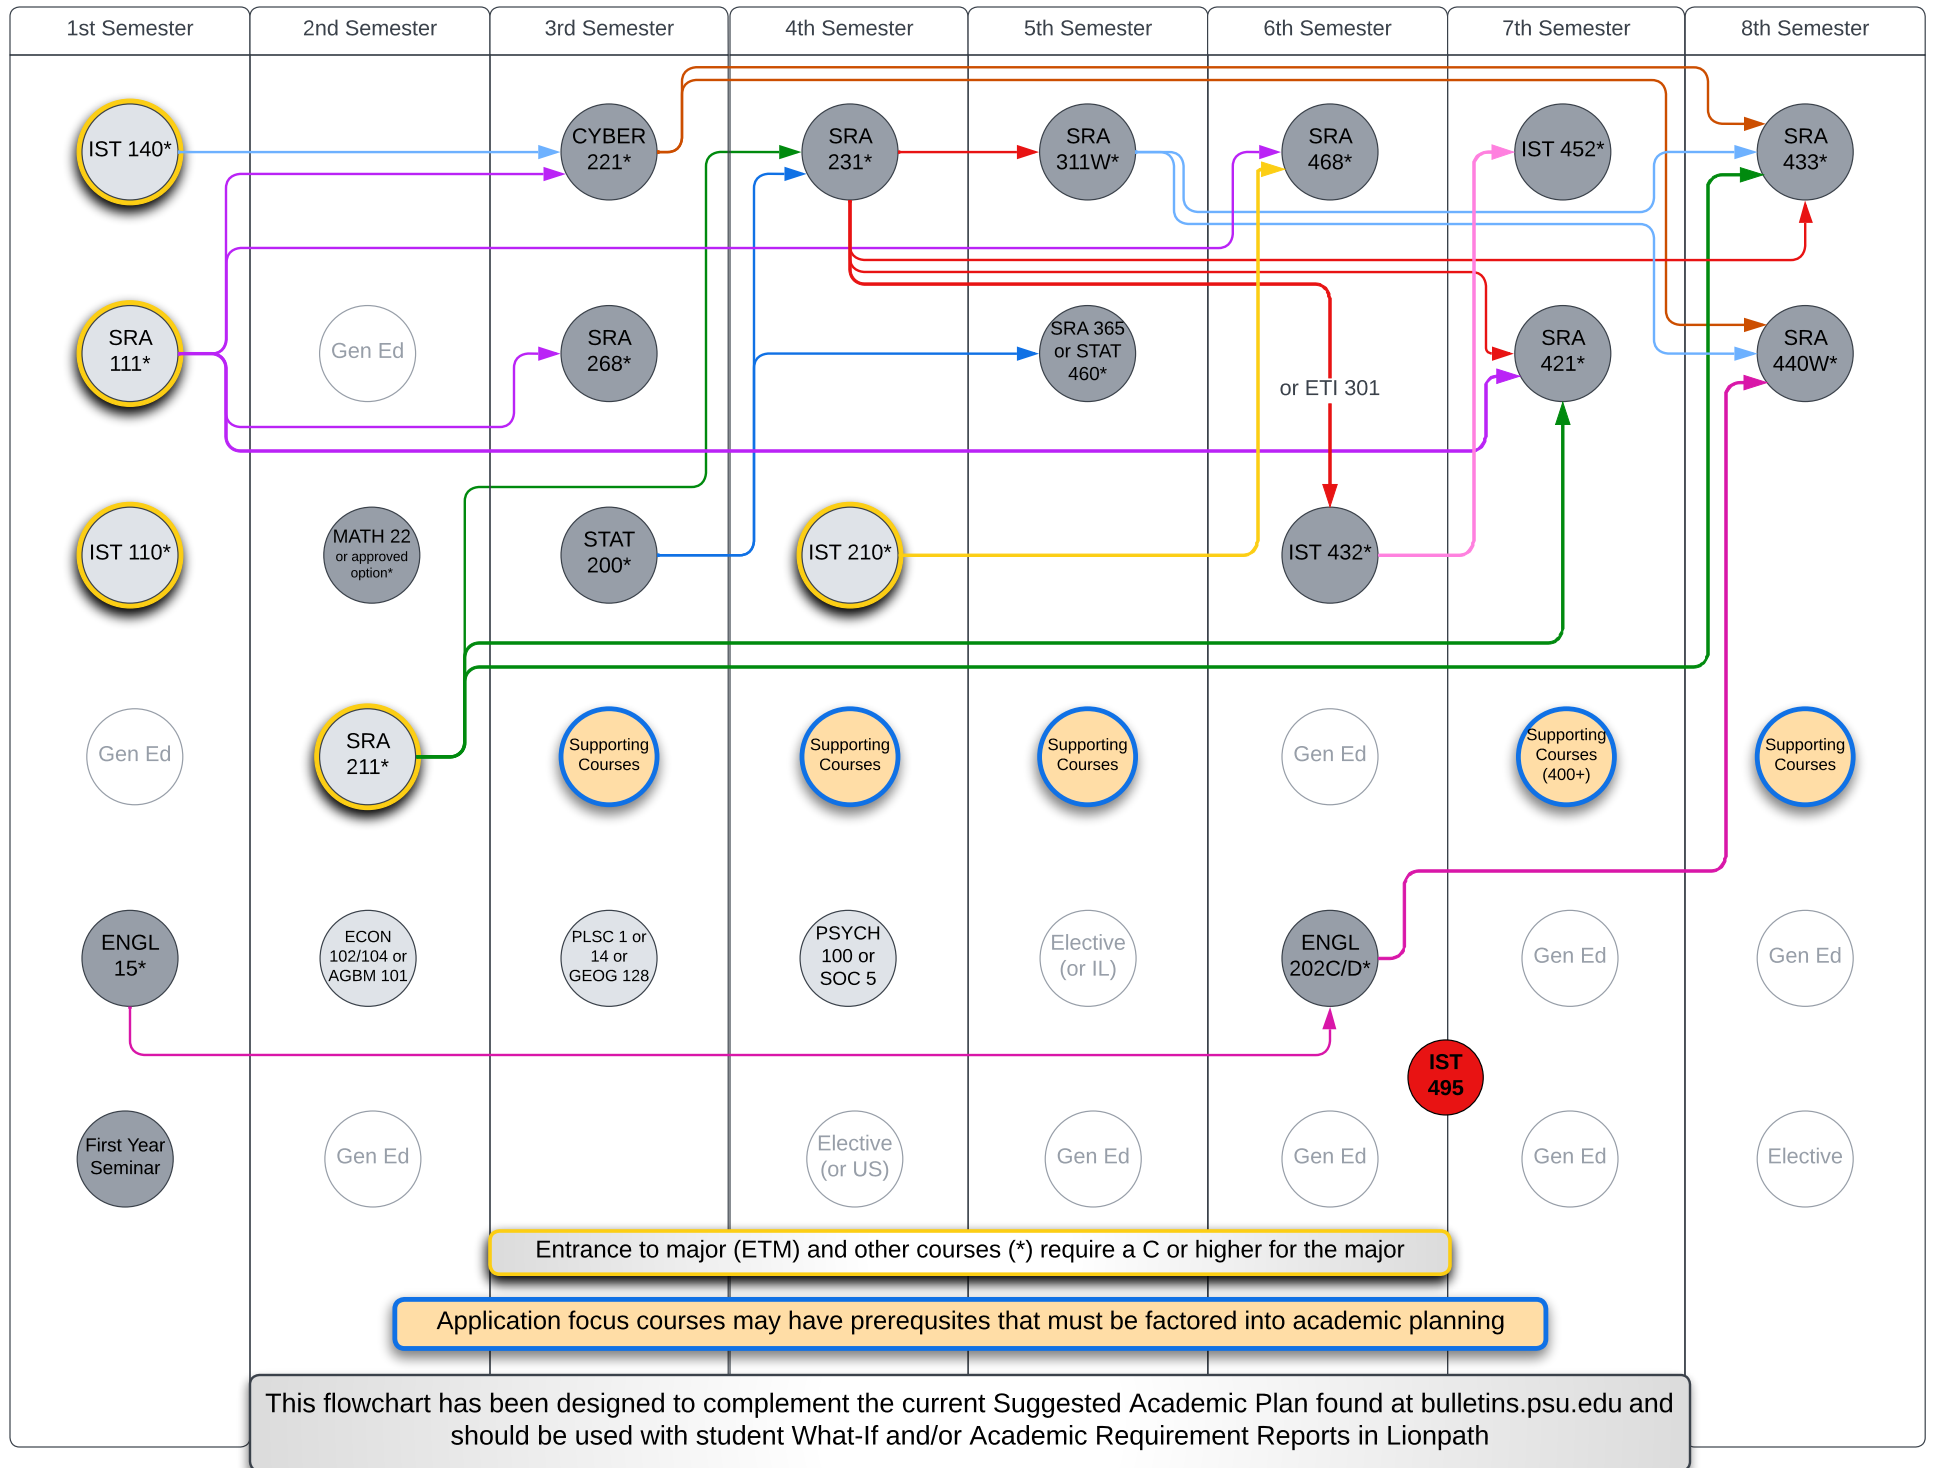 1st Semester
2nd Semester
3rd Semester
4th Semester
5th Semester
6th Semester
7th Semester
8th Semester
IST 140*
CYBER
221*
SRA
231*
SRA
311W*
SRA
468*
IST 452*
SRA
433*
SRA
111*
Gen Ed
SRA
268*
SRA 365
or STAT
460*
or ETI 301
SRA
421*
SRA
440W*
IST 110*
MATH 22
or approved
option*
STAT
200*
IST 210*
IST 432*
Gen Ed
SRA
211*
Supporting
Courses
Supporting
Courses
Supporting
Courses
Gen Ed
Supporting
Courses
(400+)
Supporting
Courses
ENGL
15*
ECON
102/104 or
AGBM 101
PLSC 1 or
14 or
GEOG 128
PSYCH
100 or
SOC 5
Elective
(or IL)
ENGL
202C/D*
Gen Ed
Gen Ed
IST
495
First Year
Seminar
Gen Ed
Elective
(or US)
Gen Ed
Gen Ed
Gen Ed
Elective
Entrance to major (ETM) and other courses (*) require a C or higher for the major
Application focus courses may have prerequsites that must be factored into academic planning
This flowchart has been designed to complement the current Suggested Academic Plan found at bulletins.psu.edu and
should be used with student What-If and/or Academic Requirement Reports in Lionpath